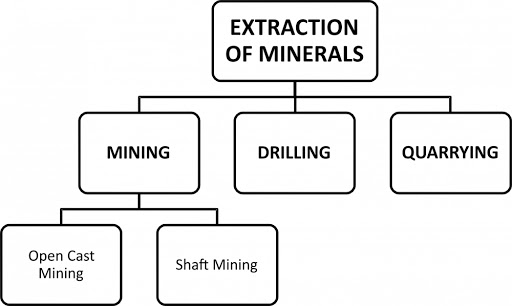 EXTRACTION
OF MINERALS
MINING
DRILLING
QUARRYING
Open Cast
Mining
Shaft Mining